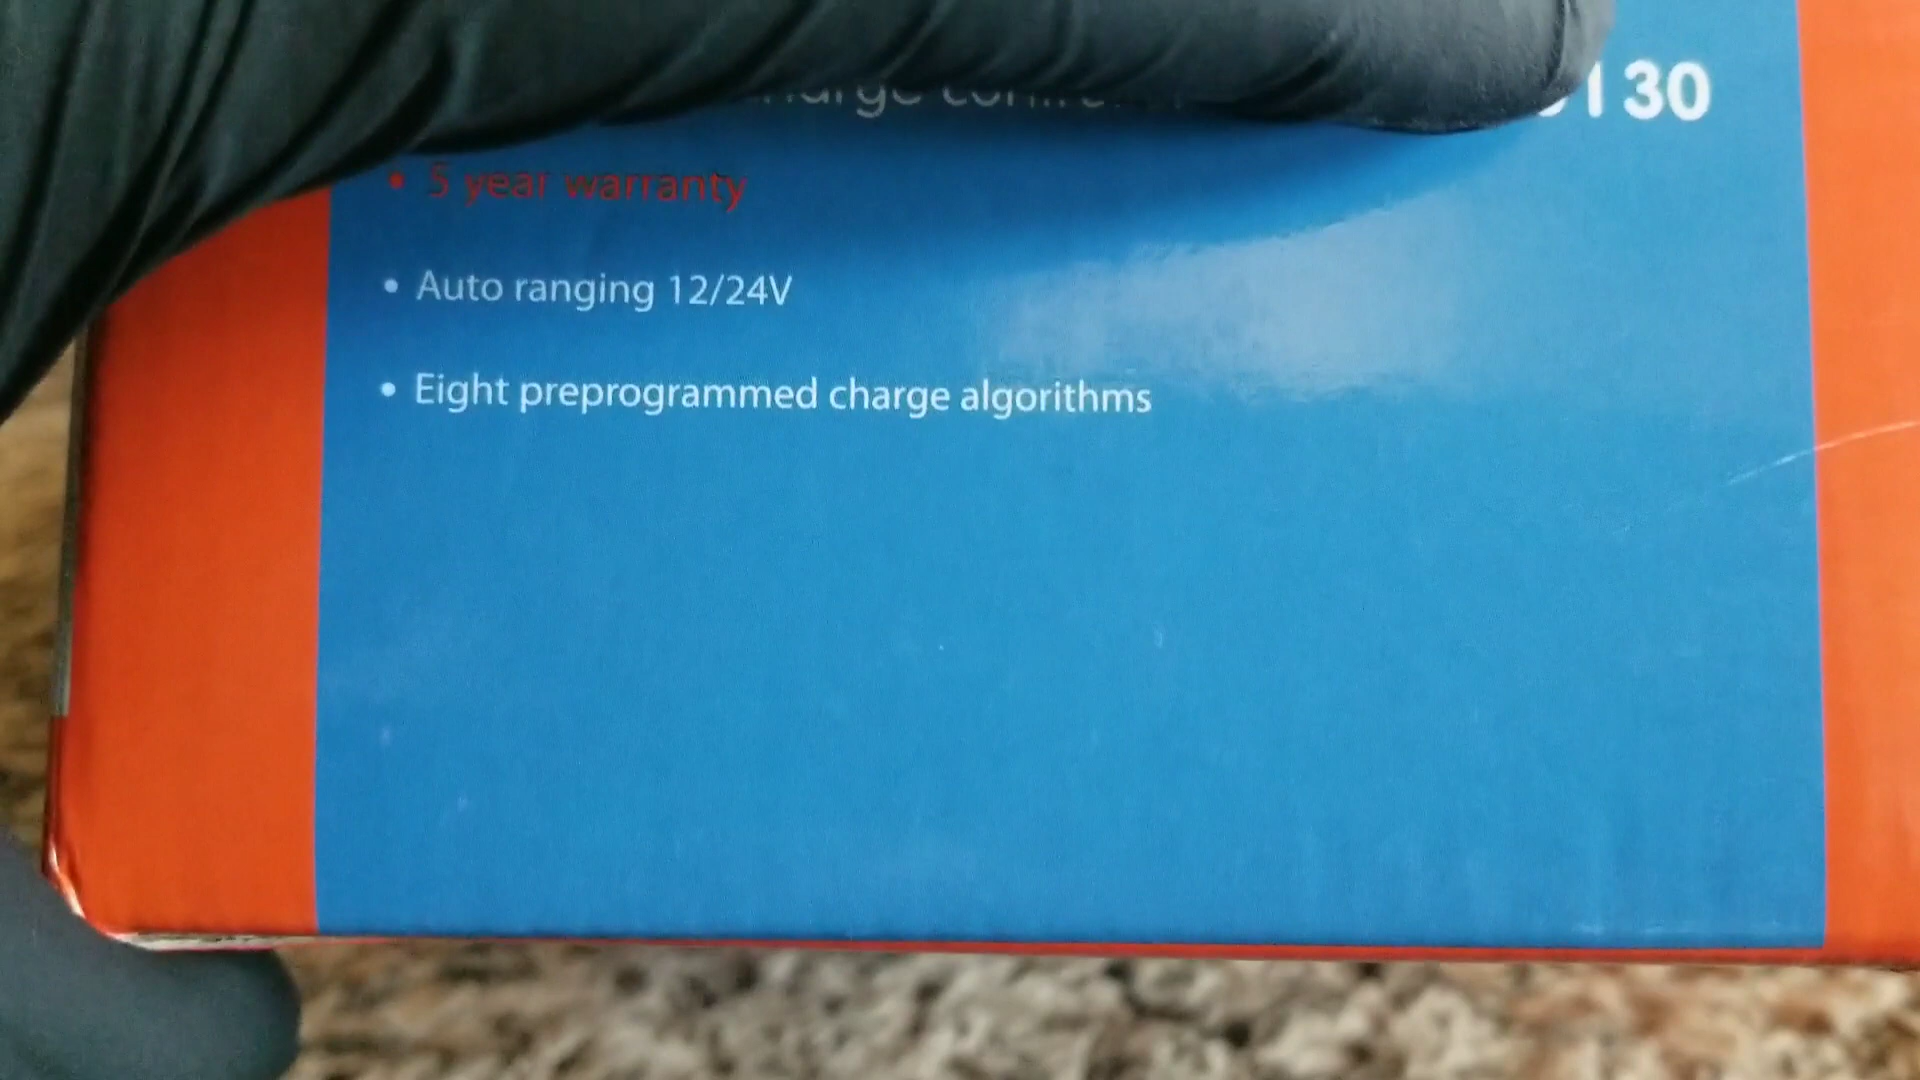 30
5 year warranty
• Auto ranging 12/24V
• Eight preprogrammed charge algorithms